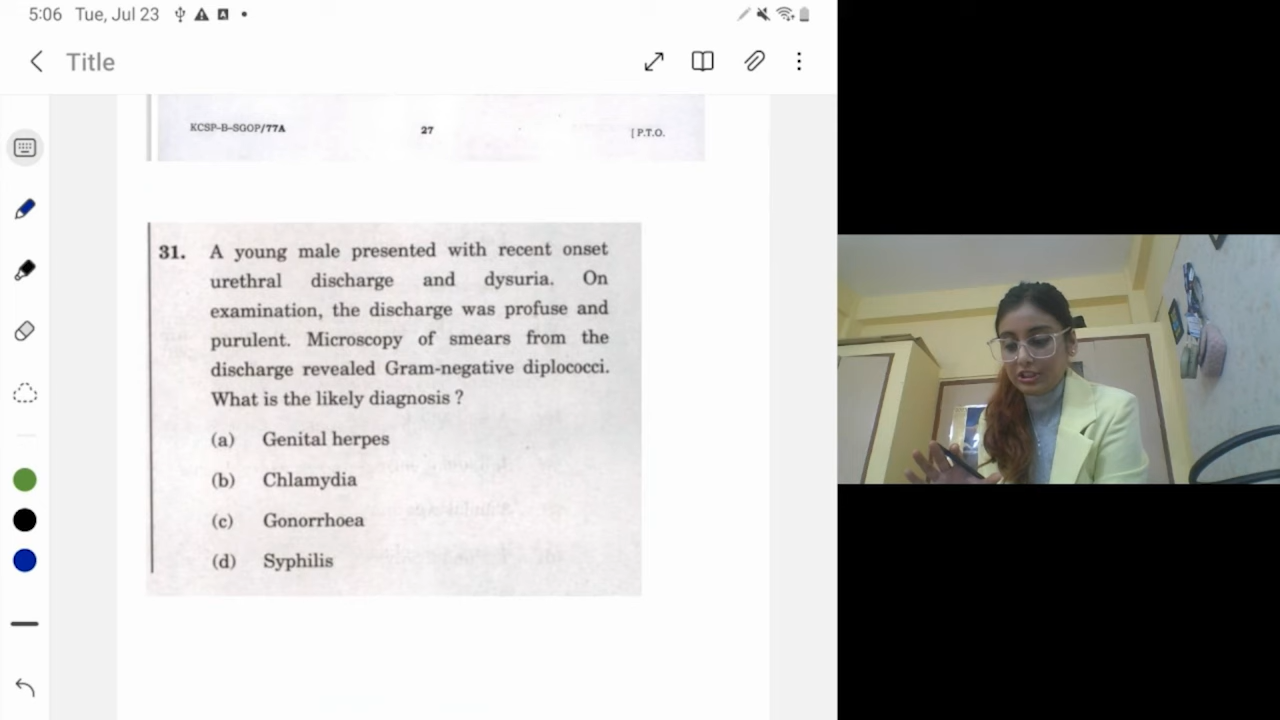 5:06 Tue, Jul 23
Title
KCSP-B-SGOP/77A 27 [ P.T.O.
31. A young male presented with recent onset
urethral discharge and dysuria. On
examination, the discharge was profuse and
purulent. Microscopy of smears from the
discharge revealed Gram-negative diplococci.
What is the likely diagnosis ?
(a) Genital herpes
(b) Chlamydia
(c) Gonorrhoea
(d) Syphilis